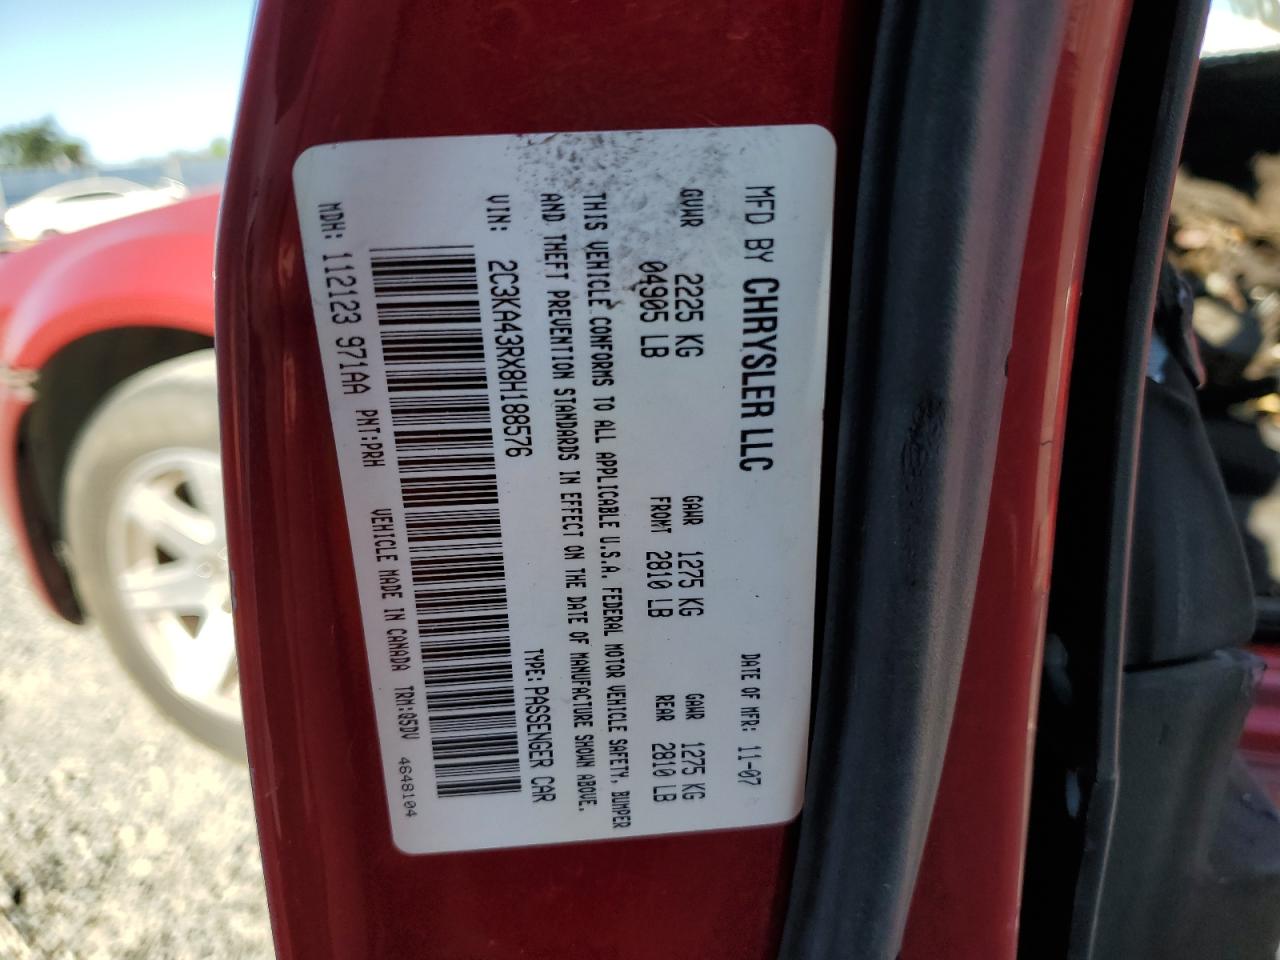 MFD BY CHRYSLER LLC DATE OF MFR: 11-07
GVWR 2225 KG GAWR 1275 KG GAWR 1275 KG
04905 LB FRONT 2810 LB REAR 2810 LB
THIS VEHICLE CONFORMS TO ALL APPLICABLE U.S.A. FEDERAL MOTOR VEHICLE SAFETY, BUMPER
AND THEFT PREVENTION STANDARDS IN EFFECT ON THE DATE OF MANUFACTURE SHOWN ABOVE.
VIN: 2C3KA43RX8H188576 TYPE: PASSENGER CAR
MDH: 112123 971AA PNT:PRH VEHICLE MADE IN CANADA TRM:Q5DV 4648104